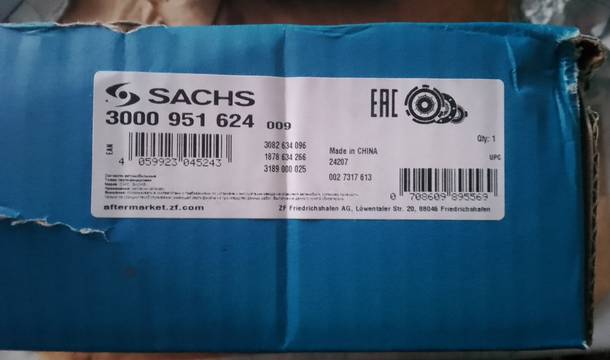 SACHS
3000 951 624 009
EAN
4 059923 045243
3082 634 096
1878 634 266
3189 000 025
EAC
Made in CHINA
24207
002 7317 613
Qty: 1
UPC
0 708609 895569
aftermarket.zf.com
ZF Friedrichshafen AG, Löwentaler Str. 20, 88046 Friedrichshafen